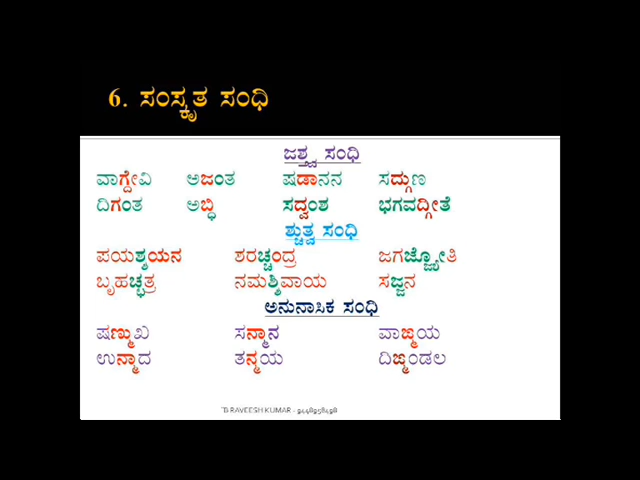 6. ಸಂಸ್ಕೃತ ಸಂಧಿ
ಜಶ್ತ್ವ ಸಂಧಿ
ವಾಗ್ದೇವಿ ಅಜಂತ ಷಡಾನನ ಸದ್ಗುಣ
ದಿಗಂತ ಅಬ್ಧಿ ಸದ್ವಂಶ ಭಗವದ್ಗೀತೆ
ಶ್ಚುತ್ವ ಸಂಧಿ
ಪಯಶ್ಶಯನ ಶರಚ್ಚಂದ್ರ ಜಗಜ್ಜ್ಯೋತಿ
ಬೃಹಚ್ಛತ್ರ ನಮಶ್ಶಿವಾಯ ಸಜ್ಜನ
ಅನುನಾಸಿಕ ಸಂಧಿ
ಷಣ್ಮುಖ ಸನ್ಮಾನ ವಾಙ್ಮಯ
ಉನ್ಮಾದ ತನ್ಮಯ ದಿಙ್ಮಂಡಲ
B RAVEESH KUMAR - 9448958498